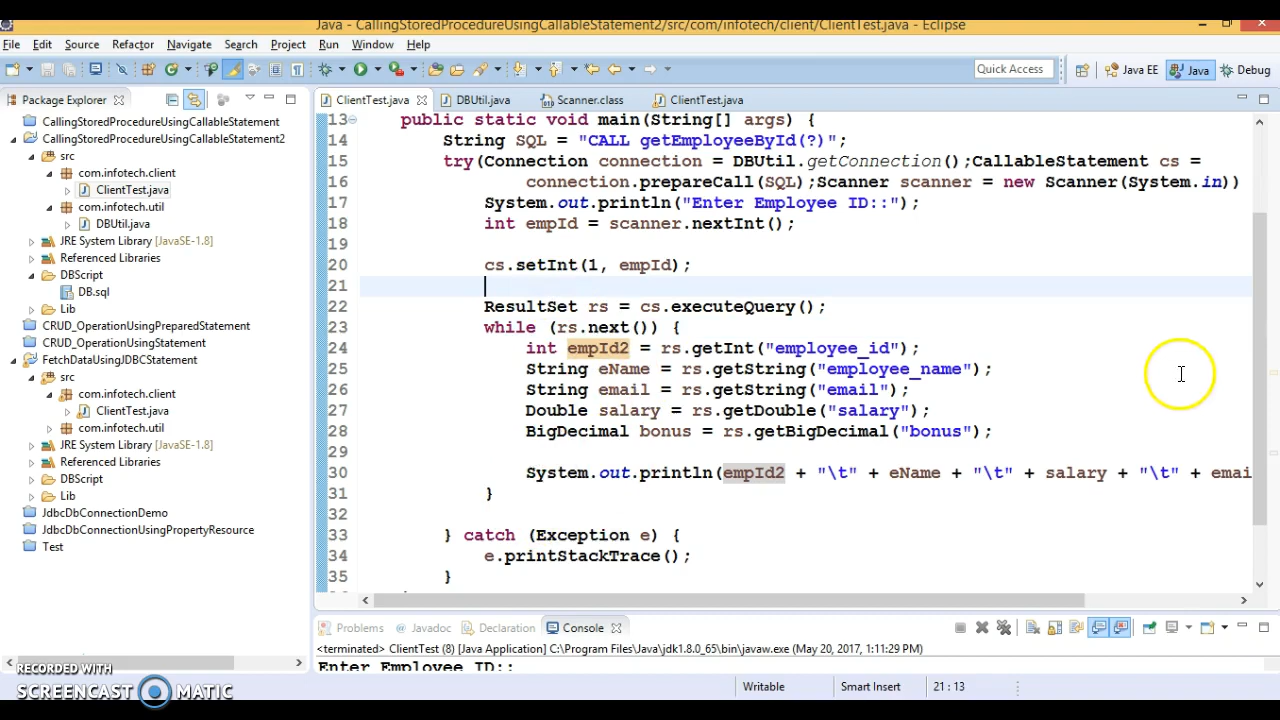 Java - CallingStoredProcedureUsingCallableStatement2/src/com/infotech/client/ClientTest.java - Eclipse
File Edit Source Refactor Navigate Search Project Run Window Help
Quick Access Java EE Java Debug
Package Explorer ClientTest.java DBUtil.java Scanner.class ClientTest.java
CallingStoredProcedureUsingCallableStatement
CallingStoredProcedureUsingCallableStatement2
src
com.infotech.client
ClientTest.java
com.infotech.util
DBUtil.java
JRE System Library [JavaSE-1.8]
Referenced Libraries
DBScript
DB.sql
Lib
CRUD_OperationUsingPreparedStatement
CRUD_OperationUsingStatement
FetchDataUsingJDBCStatement
src
com.infotech.client
ClientTest.java
com.infotech.util
JRE System Library [JavaSE-1.8]
Referenced Libraries
DBScript
Lib
JdbcDbConnectionDemo
JdbcDbConnectionUsingPropertyResource
Test
13 public static void main(String[] args) {
14 String SQL = "CALL getEmployeeById(?)";
15 try(Connection connection = DBUtil.getConnection();CallableStatement cs =
16 connection.prepareCall(SQL);Scanner scanner = new Scanner(System.in))
17 System.out.println("Enter Employee ID::");
18 int empId = scanner.nextInt();
19
20 cs.setInt(1, empId);
21
22 ResultSet rs = cs.executeQuery();
23 while (rs.next()) {
24 int empId2 = rs.getInt("employee_id");
25 String eName = rs.getString("employee_name");
26 String email = rs.getString("email");
27 Double salary = rs.getDouble("salary");
28 BigDecimal bonus = rs.getBigDecimal("bonus");
29
30 System.out.println(empId2 + "\t" + eName + "\t" + salary + "\t" + emai
31 }
32
33 } catch (Exception e) {
34 e.printStackTrace();
35 }
Problems Javadoc Declaration Console
<terminated> ClientTest (8) [Java Application] C:\Program Files\Java\jdk1.8.0_65\bin\javaw.exe (May 20, 2017, 1:11:29 PM)
Enter Employee ID::
Writable Smart Insert 21 : 13
RECORDED WITH
SCREENCAST MATIC